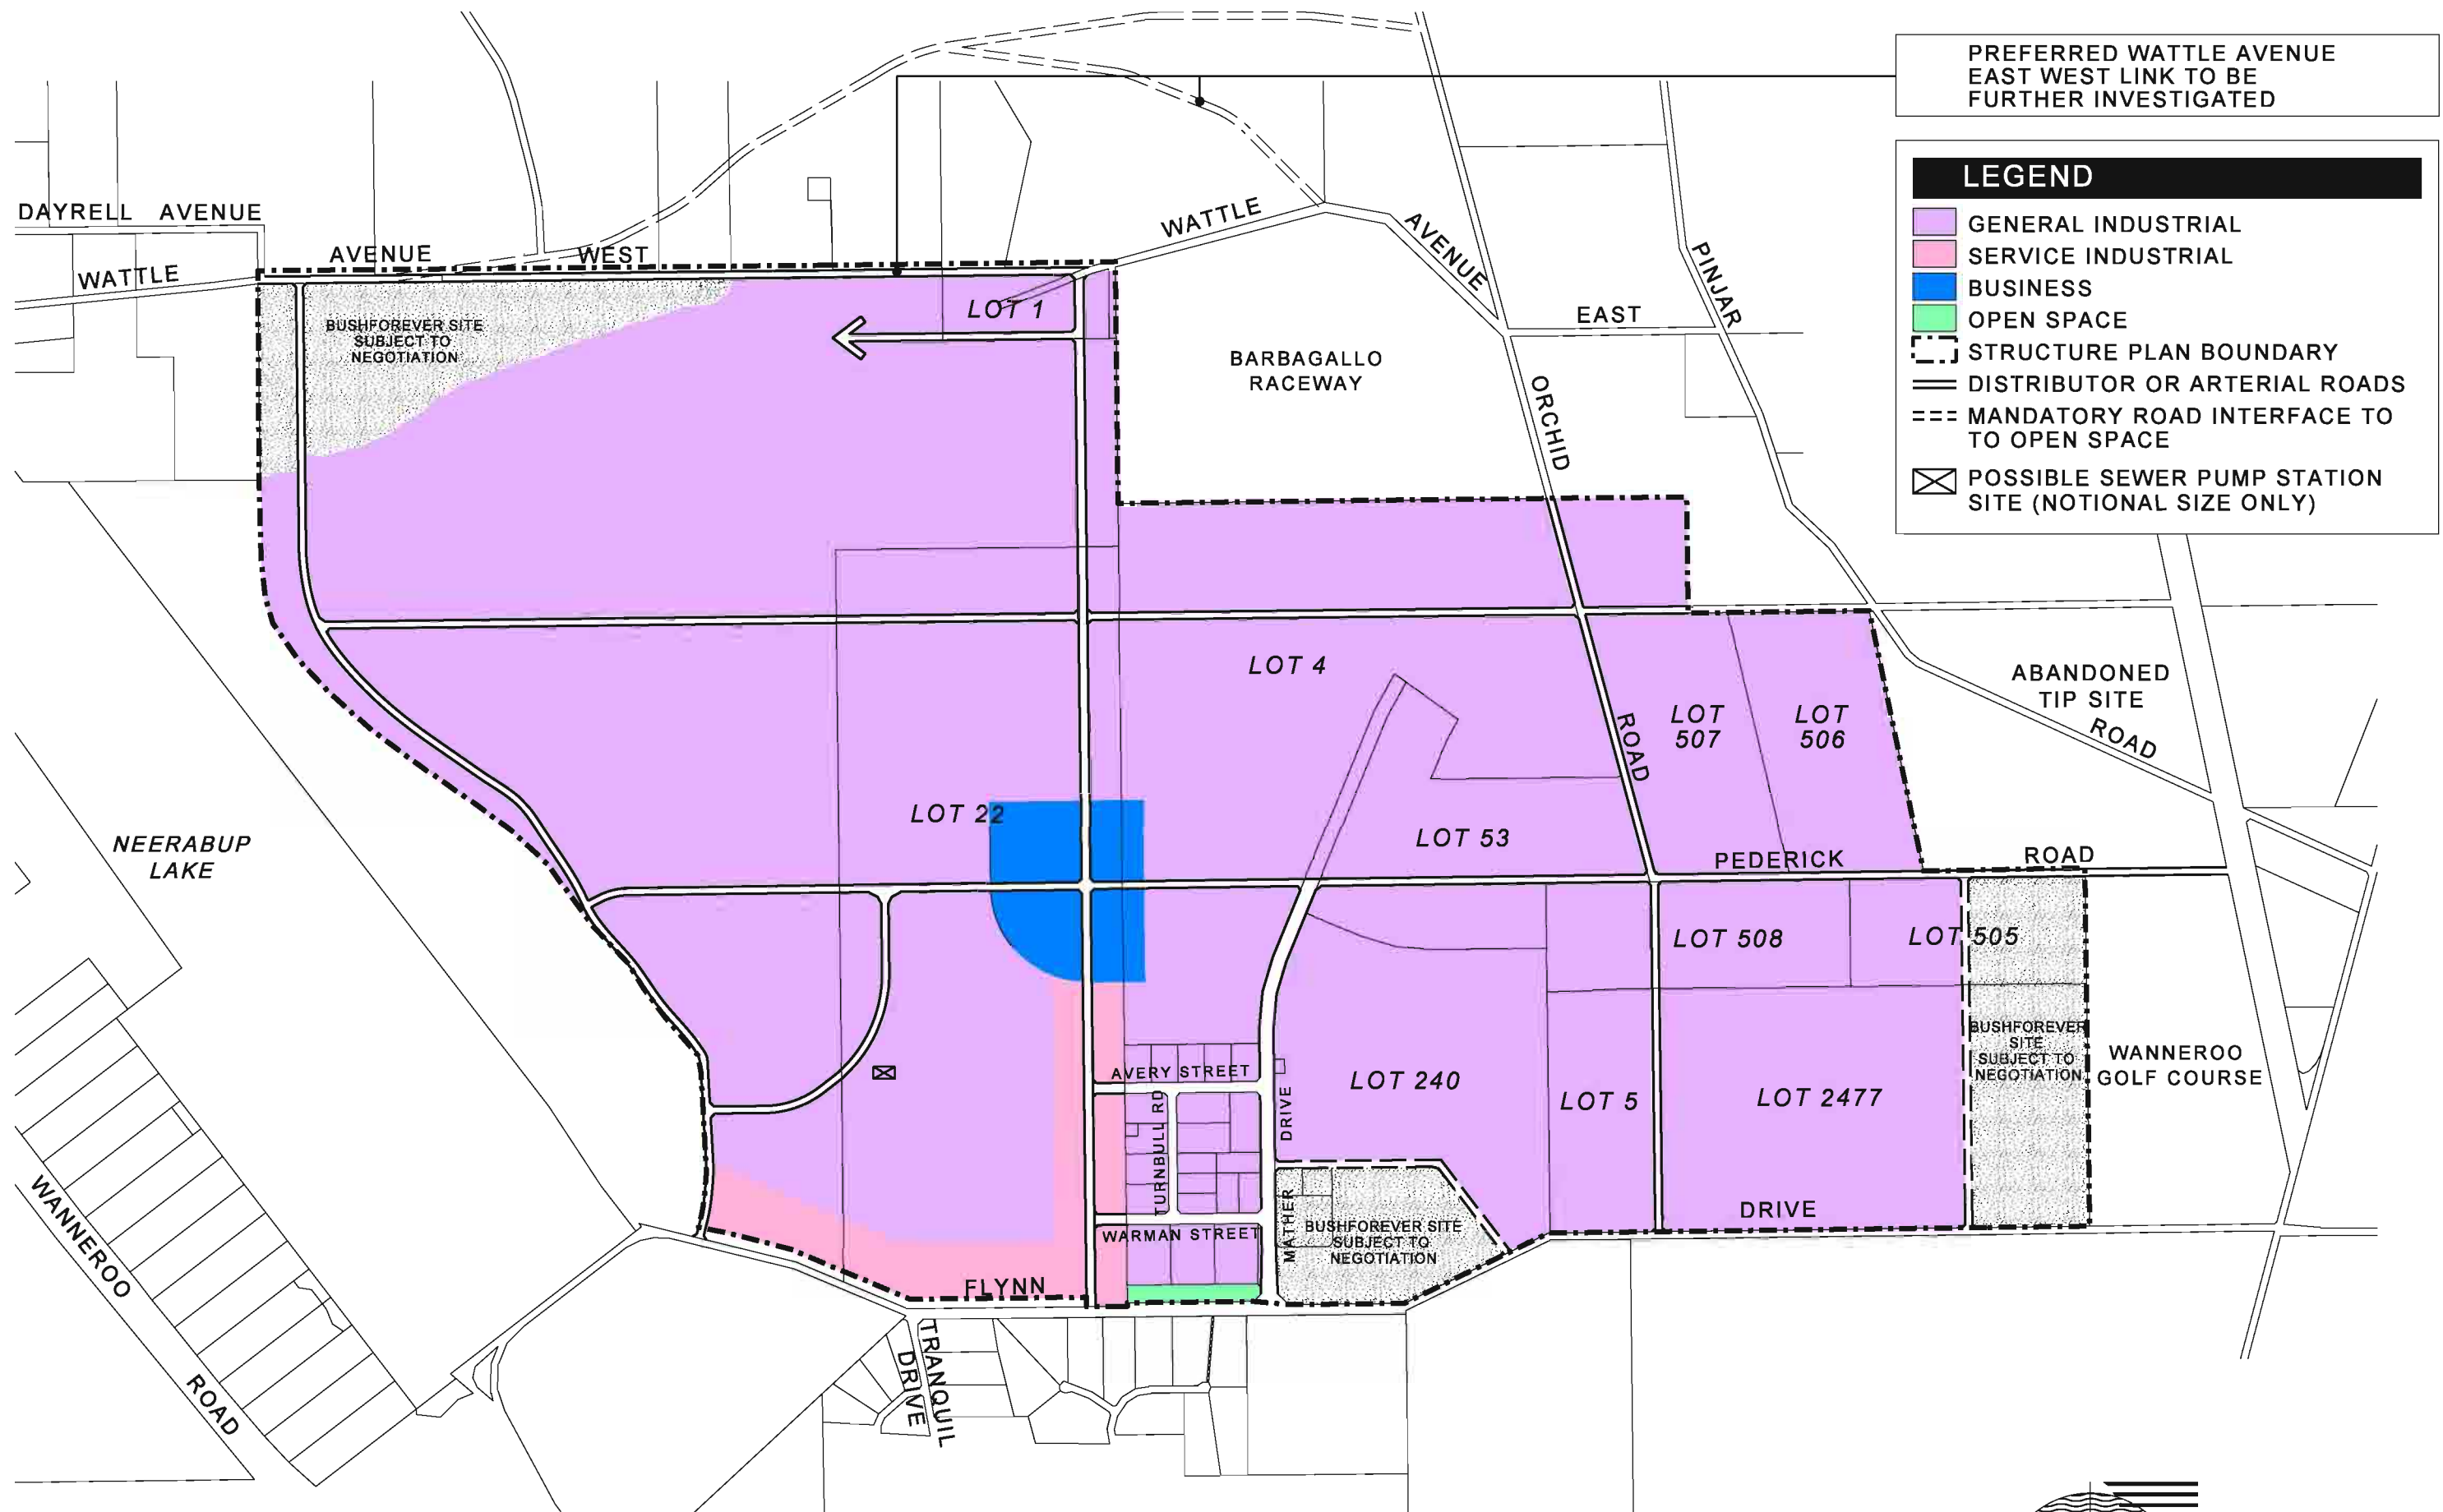 PREFERRED WATTLE AVENUE
EAST WEST LINK TO BE
FURTHER INVESTIGATED
LEGEND
GENERAL INDUSTRIAL
SERVICE INDUSTRIAL
BUSINESS
OPEN SPACE
STRUCTURE PLAN BOUNDARY
DISTRIBUTOR OR ARTERIAL ROADS
MANDATORY ROAD INTERFACE TO
TO OPEN SPACE
POSSIBLE SEWER PUMP STATION
SITE (NOTIONAL SIZE ONLY)
DAYRELL AVENUE
WATTLE
AVENUE
WEST
WATTLE
AVENUE
EAST
PINJAR
ORCHID
LOT 1
BUSHFOREVER SITE
SUBJECT TO
NEGOTIATION
BARBAGALLO
RACEWAY
LOT 4
LOT
507
LOT
506
ROAD
ABANDONED
TIP SITE
ROAD
LOT 22
LOT 53
NEERABUP
LAKE
PEDERICK
ROAD
LOT 508
LOT 505
BUSHFOREVER
SITE
SUBJECT TO
NEGOTIATION
WANNEROO
GOLF COURSE
AVERY STREET
TURNBULL RD
DRIVE
LOT 240
LOT 5
LOT 2477
WARMAN STREET
MATHER
BUSHFOREVER SITE
SUBJECT TO
NEGOTIATION
DRIVE
FLYNN
WANNEROO
ROAD
TRANQUIL
DRIVE